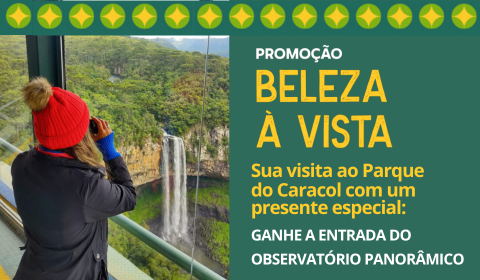 PROMOÇÃO
BELEZA
À VISTA
Sua visita ao Parque
do Caracol com um
presente especial:
GANHE A ENTRADA DO
OBSERVATÓRIO PANORÂMICO